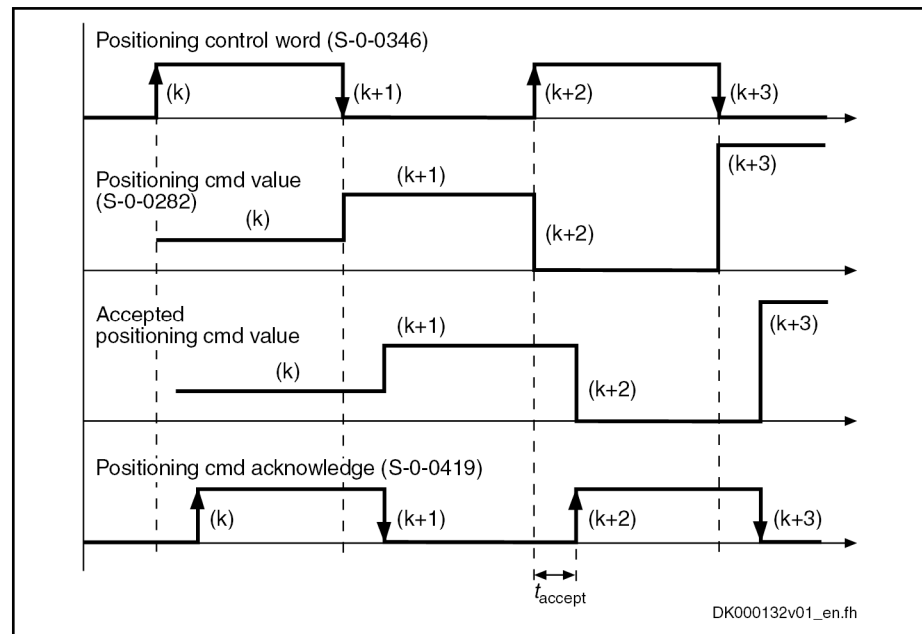 Positioning control word (S-0-0346)
(k)
(k+1)
(k+2)
(k+3)
Positioning cmd value
(S-0-0282)
(k)
(k+1)
(k+2)
(k+3)
Accepted
positioning cmd value
(k)
(k+1)
(k+2)
(k+3)
Positioning cmd acknowledge (S-0-0419)
(k)
(k+1)
(k+2)
(k+3)
taccept
DK000132v01_en.fh